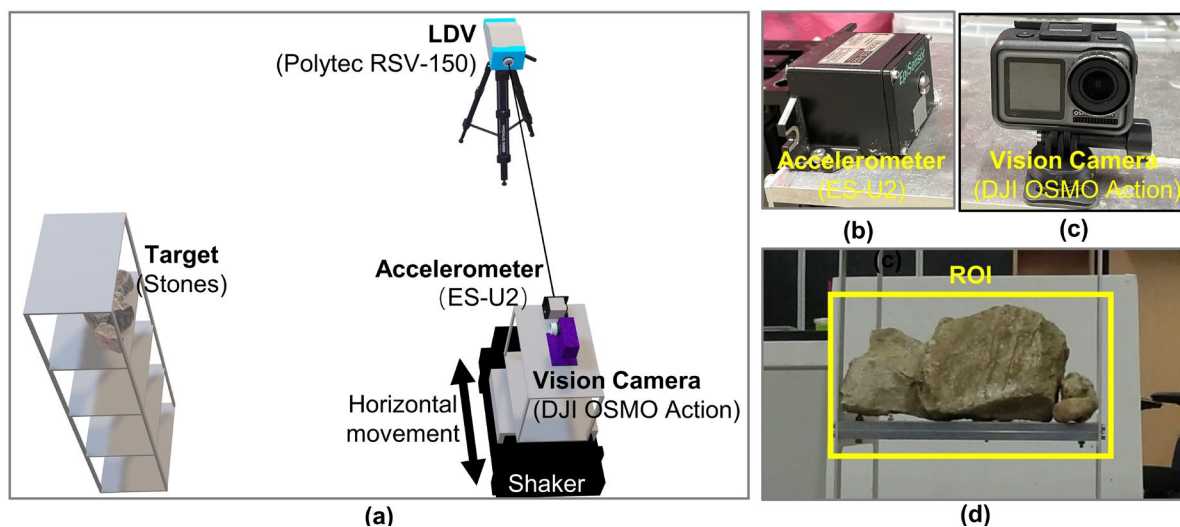 LDV
(Polytec RSV-150)
Target
(Stones)
Accelerometer
(ES-U2)
Vision Camera
(DJI OSMO Action)
Horizontal
movement
Shaker
(a)
EpiSensor
Accelerometer
(ES-U2)
(b)
Vision Camera
(DJI OSMO Action)
(c)
(c)
ROI
(d)